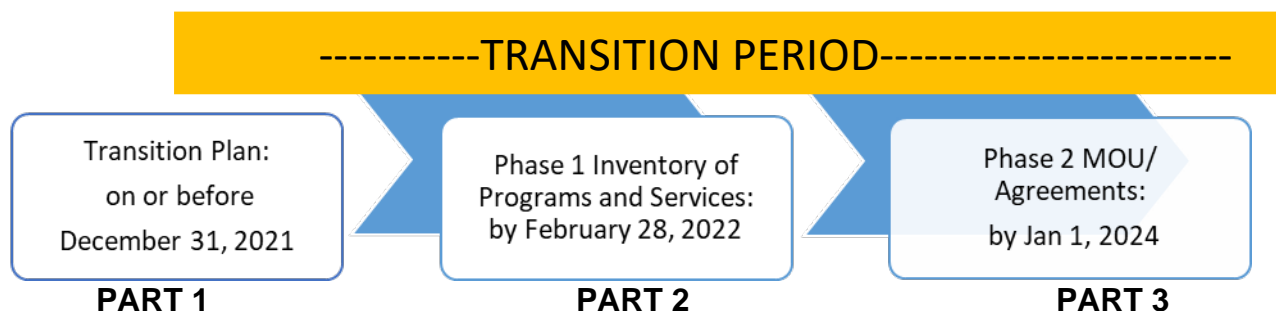 -----------TRANSITION PERIOD------------------------
Transition Plan:
on or before
December 31, 2021
Phase 1 Inventory of
Programs and Services:
by February 28, 2022
Phase 2 MOU/
Agreements:
by Jan 1, 2024
PART 1
PART 2
PART 3